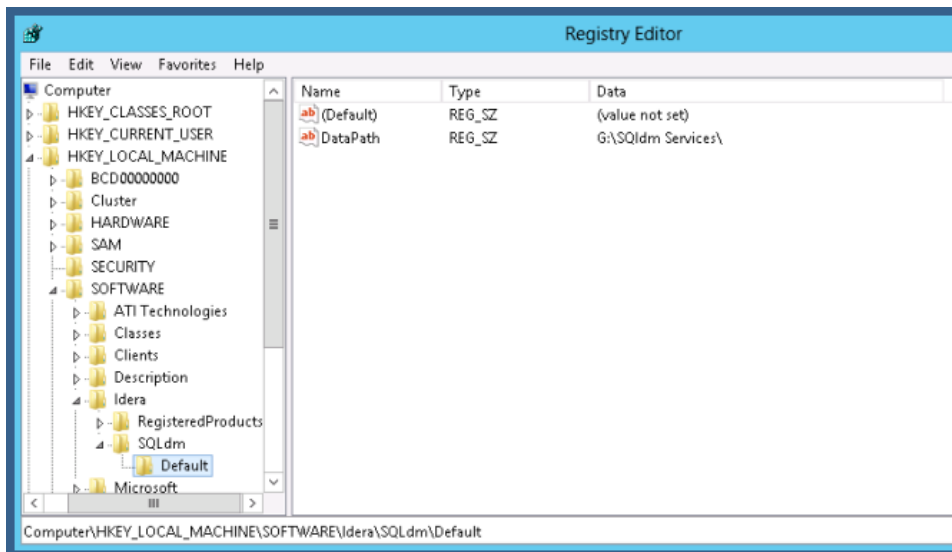 Registry Editor
File Edit View Favorites Help
Computer
HKEY_CLASSES_ROOT
HKEY_CURRENT_USER
HKEY_LOCAL_MACHINE
BCD00000000
Cluster
HARDWARE
SAM
SECURITY
SOFTWARE
ATI Technologies
Classes
Clients
Description
Idera
RegisteredProducts
SQLdm
Default
Microsoft
Name Type Data
ab (Default) REG_SZ (value not set)
ab DataPath REG_SZ G:\SQldm Services\
Computer\HKEY_LOCAL_MACHINE\SOFTWARE\Idera\SQLdm\Default